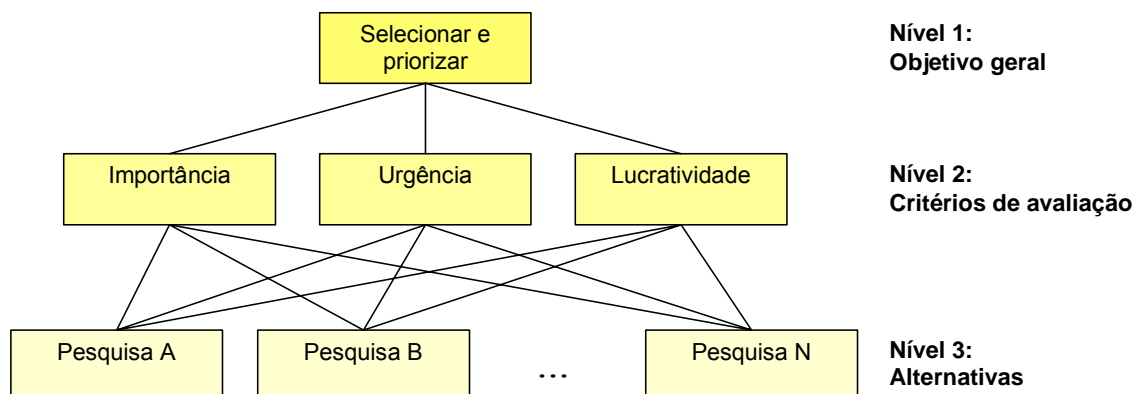 Selecionar e
priorizar
Nível 1:
Objetivo geral
Importância
Urgência
Lucratividade
Nível 2:
Critérios de avaliação
Pesquisa A
Pesquisa B
...
Pesquisa N
Nível 3:
Alternativas